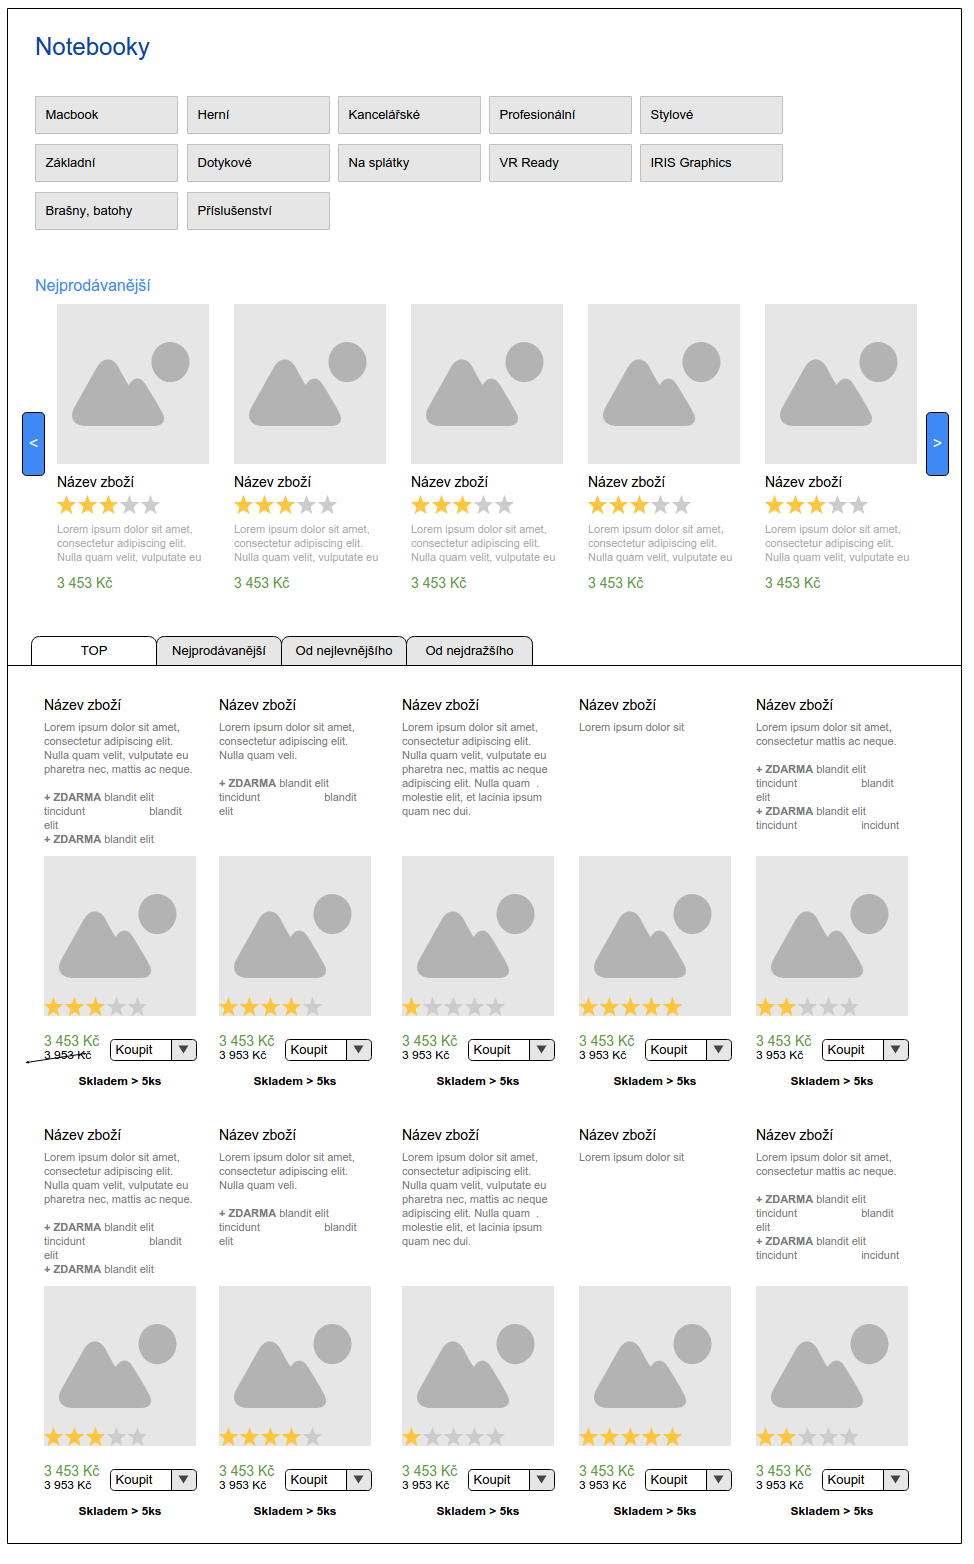 Notebooky
Macbook
Herní
Kancelářské
Profesionální
Stylové
Základní
Dotykové
Na splátky
VR Ready
IRIS Graphics
Brašny, batohy
Příslušenství
Nejprodávanější
<
>
Název zboží
Lorem ipsum dolor sit amet,
consectetur adipiscing elit.
Nulla quam velit, vulputate eu
3 453 Kč
Název zboží
Lorem ipsum dolor sit amet,
consectetur adipiscing elit.
Nulla quam velit, vulputate eu
3 453 Kč
Název zboží
Lorem ipsum dolor sit amet,
consectetur adipiscing elit.
Nulla quam velit, vulputate eu
3 453 Kč
Název zboží
Lorem ipsum dolor sit amet,
consectetur adipiscing elit.
Nulla quam velit, vulputate eu
3 453 Kč
Název zboží
Lorem ipsum dolor sit amet,
consectetur adipiscing elit.
Nulla quam velit, vulputate eu
3 453 Kč
TOP
Nejprodávanější
Od nejlevnějšího
Od nejdražšího
Název zboží
Lorem ipsum dolor sit amet,
consectetur adipiscing elit.
Nulla quam velit, vulputate eu
pharetra nec, mattis ac neque.
+ ZDARMA blandit elit
tincidunt blandit
elit
+ ZDARMA blandit elit
3 453 Kč
3 953 Kč
Koupit
Skladem > 5ks
Název zboží
Lorem ipsum dolor sit amet,
consectetur adipiscing elit.
Nulla quam veli.
+ ZDARMA blandit elit
tincidunt blandit
elit
3 453 Kč
3 953 Kč
Koupit
Skladem > 5ks
Název zboží
Lorem ipsum dolor sit amet,
consectetur adipiscing elit.
Nulla quam velit, vulputate eu
pharetra nec, mattis ac neque
adipiscing elit. Nulla quam .
molestie elit, et lacinia ipsum
quam nec dui.
3 453 Kč
3 953 Kč
Koupit
Skladem > 5ks
Název zboží
Lorem ipsum dolor sit
3 453 Kč
3 953 Kč
Koupit
Skladem > 5ks
Název zboží
Lorem ipsum dolor sit amet,
consectetur mattis ac neque.
+ ZDARMA blandit elit
tincidunt blandit
elit
+ ZDARMA blandit elit
tincidunt incidunt
3 453 Kč
3 953 Kč
Koupit
Skladem > 5ks
Název zboží
Lorem ipsum dolor sit amet,
consectetur adipiscing elit.
Nulla quam velit, vulputate eu
pharetra nec, mattis ac neque.
+ ZDARMA blandit elit
tincidunt blandit
elit
+ ZDARMA blandit elit
3 453 Kč
3 953 Kč
Koupit
Skladem > 5ks
Název zboží
Lorem ipsum dolor sit amet,
consectetur adipiscing elit.
Nulla quam veli.
+ ZDARMA blandit elit
tincidunt blandit
elit
3 453 Kč
3 953 Kč
Koupit
Skladem > 5ks
Název zboží
Lorem ipsum dolor sit amet,
consectetur adipiscing elit.
Nulla quam velit, vulputate eu
pharetra nec, mattis ac neque
adipiscing elit. Nulla quam .
molestie elit, et lacinia ipsum
quam nec dui.
3 453 Kč
3 953 Kč
Koupit
Skladem > 5ks
Název zboží
Lorem ipsum dolor sit
3 453 Kč
3 953 Kč
Koupit
Skladem > 5ks
Název zboží
Lorem ipsum dolor sit amet,
consectetur mattis ac neque.
+ ZDARMA blandit elit
tincidunt blandit
elit
+ ZDARMA blandit elit
tincidunt incidunt
3 453 Kč
3 953 Kč
Koupit
Skladem > 5ks